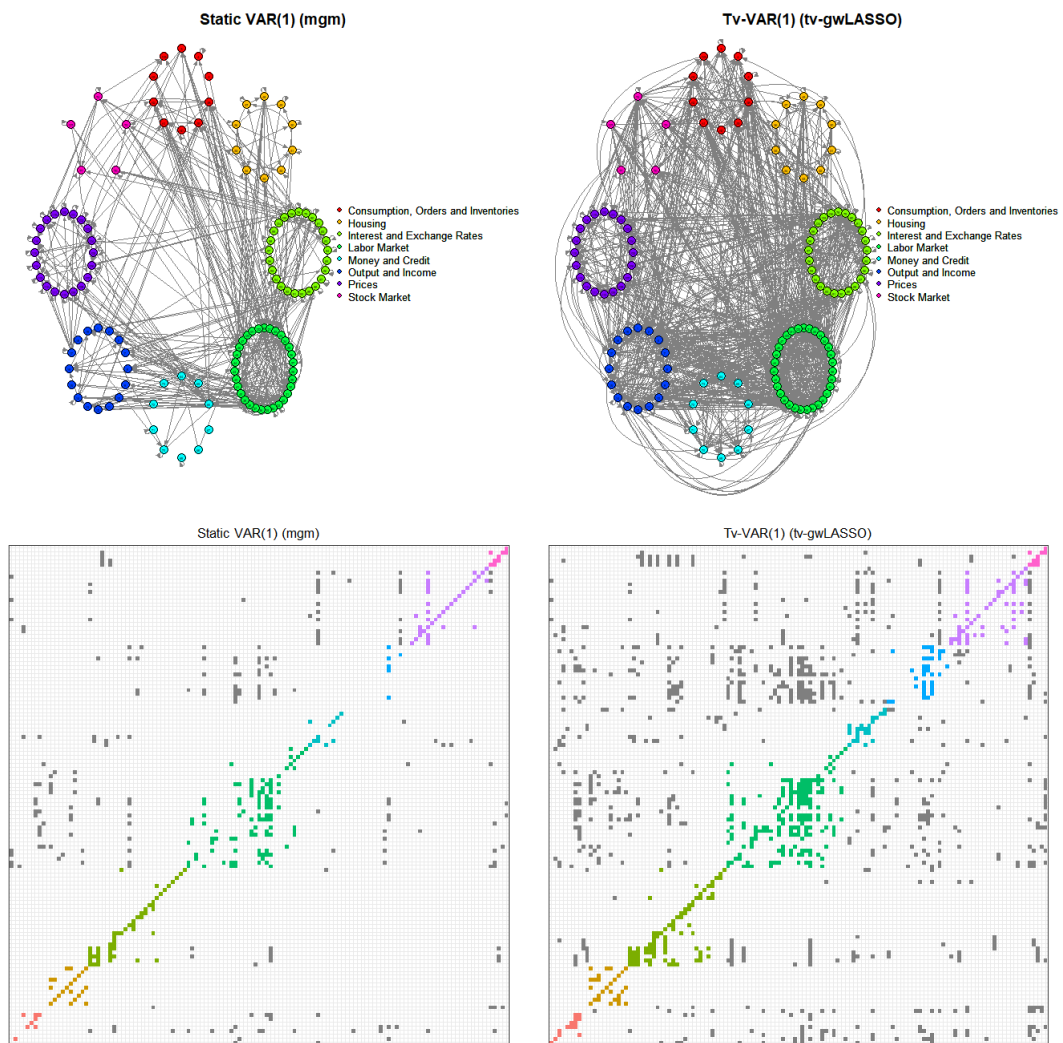 Static VAR(1) (mgm)
Tv-VAR(1) (tv-gwLASSO)
Consumption, Orders and Inventories
Housing
Interest and Exchange Rates
Labor Market
Money and Credit
Output and Income
Prices
Stock Market
Consumption, Orders and Inventories
Housing
Interest and Exchange Rates
Labor Market
Money and Credit
Output and Income
Prices
Stock Market
Static VAR(1) (mgm)
Tv-VAR(1) (tv-gwLASSO)